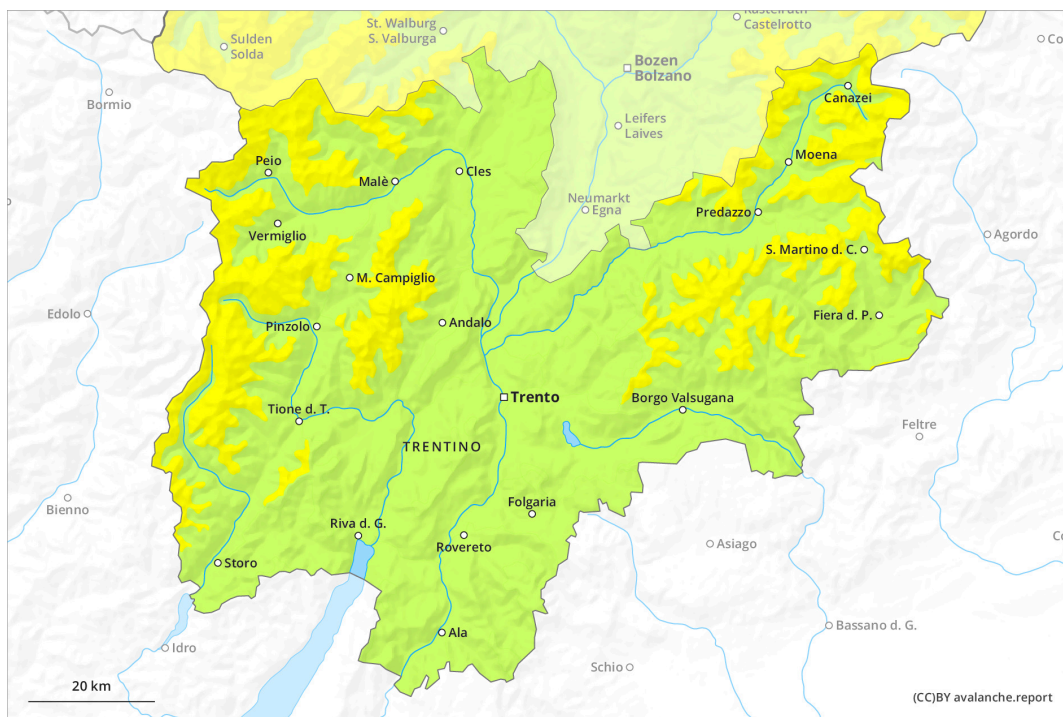 St. Walburg
S. Valburga
Kastelruth
Castelrotto
Sulden
Solda
Bozen
Bolzano
Bormio
Canazei
Leifers
Laives
Moena
Peio
Malè
Cles
Neumarkt
Egna
Predazzo
Vermiglio
S. Martino d. C.
Agordo
M. Campiglio
Edolo
Pinzolo
Andalo
Fiera d. P.
Trento
Borgo Valsugana
Tione d. T.
TRENTINO
Feltre
Bienno
Folgaria
Riva d. G.
Rovereto
Asiago
Storo
Ala
Bassano d. G.
Idro
Schio
20 km
(CC)BY avalanche.report